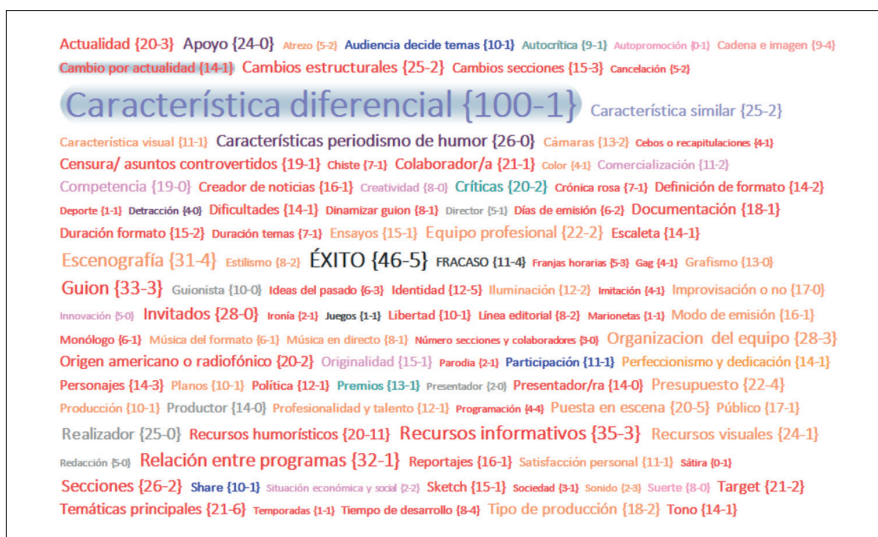 Actualidad {20-3} Apoyo {24-0} Atrezo {5-2} Audiencia decide temas {10-1} Autocrítica {9-1} Autopromoción {0-1} Cadena e imagen {9-4}
Cambio por actualidad {14-1} Cambios estructurales {25-2} Cambios secciones {15-3} Cancelación {5-2}
Característica diferencial {100-1} Característica similar {25-2}
Característica visual {11-1} Características periodismo de humor {26-0} Cámaras {13-2} Cebos o recapitulaciones {4-1}
Censura/ asuntos controvertidos {19-1} Chiste {7-1} Colaborador/a {21-1} Color {4-1} Comercialización {11-2}
Competencia {19-0} Creador de noticias {16-1} Creatividad {8-0} Críticas {20-2} Crónica rosa {7-1} Definición de formato {14-2}
Deporte {1-1} Detracción {4-0} Dificultades {14-1} Dinamizar guion {8-1} Director {5-1} Días de emisión {6-2} Documentación {18-1}
Duración formato {15-2} Duración temas {7-1} Ensayos {15-1} Equipo profesional {22-2} Escaleta {14-1}
Escenografía {31-4} Estilismo {8-2} ÉXITO {46-5} FRACASO {11-4} Franjas horarias {5-3} Gag {4-1} Grafismo {13-0}
Guion {33-3} Guionista {10-0} Ideas del pasado {6-3} Identidad {12-5} Iluminación {12-2} Imitación {4-1} Improvisación o no {17-0}
Innovación {5-0} Invitados {28-0} Ironía {2-1} Juegos {1-1} Libertad {10-1} Línea editorial {8-2} Marionetas {1-1} Modo de emisión {16-1}
Monólogo {6-1} Música del formato {6-1} Música en directo {8-1} Número secciones y colaboradores {3-0} Organizacion del equipo {28-3}
Origen americano o radiofónico {20-2} Originalidad {15-1} Parodia {2-1} Participación {11-1} Perfeccionismo y dedicación {14-1}
Personajes {14-3} Planos {10-1} Política {12-1} Premios {13-1} Presentador {2-0} Presentador/ra {14-0} Presupuesto {22-4}
Producción {10-1} Productor {14-0} Profesionalidad y talento {12-1} Programación {4-4} Puesta en escena {20-5} Público {17-1}
Realizador {25-0} Recursos humorísticos {20-11} Recursos informativos {35-3} Recursos visuales {24-1}
Redacción {5-0} Relación entre programas {32-1} Reportajes {16-1} Satisfacción personal {11-1} Sátira {0-1}
Secciones {26-2} Share {10-1} Situación económica y social {2-2} Sketch {15-1} Sociedad {3-1} Sonido {2-3} Suerte {8-0} Target {21-2}
Temáticas principales {21-6} Temporadas {1-1} Tiempo de desarrollo {8-4} Tipo de producción {18-2} Tono {14-1}